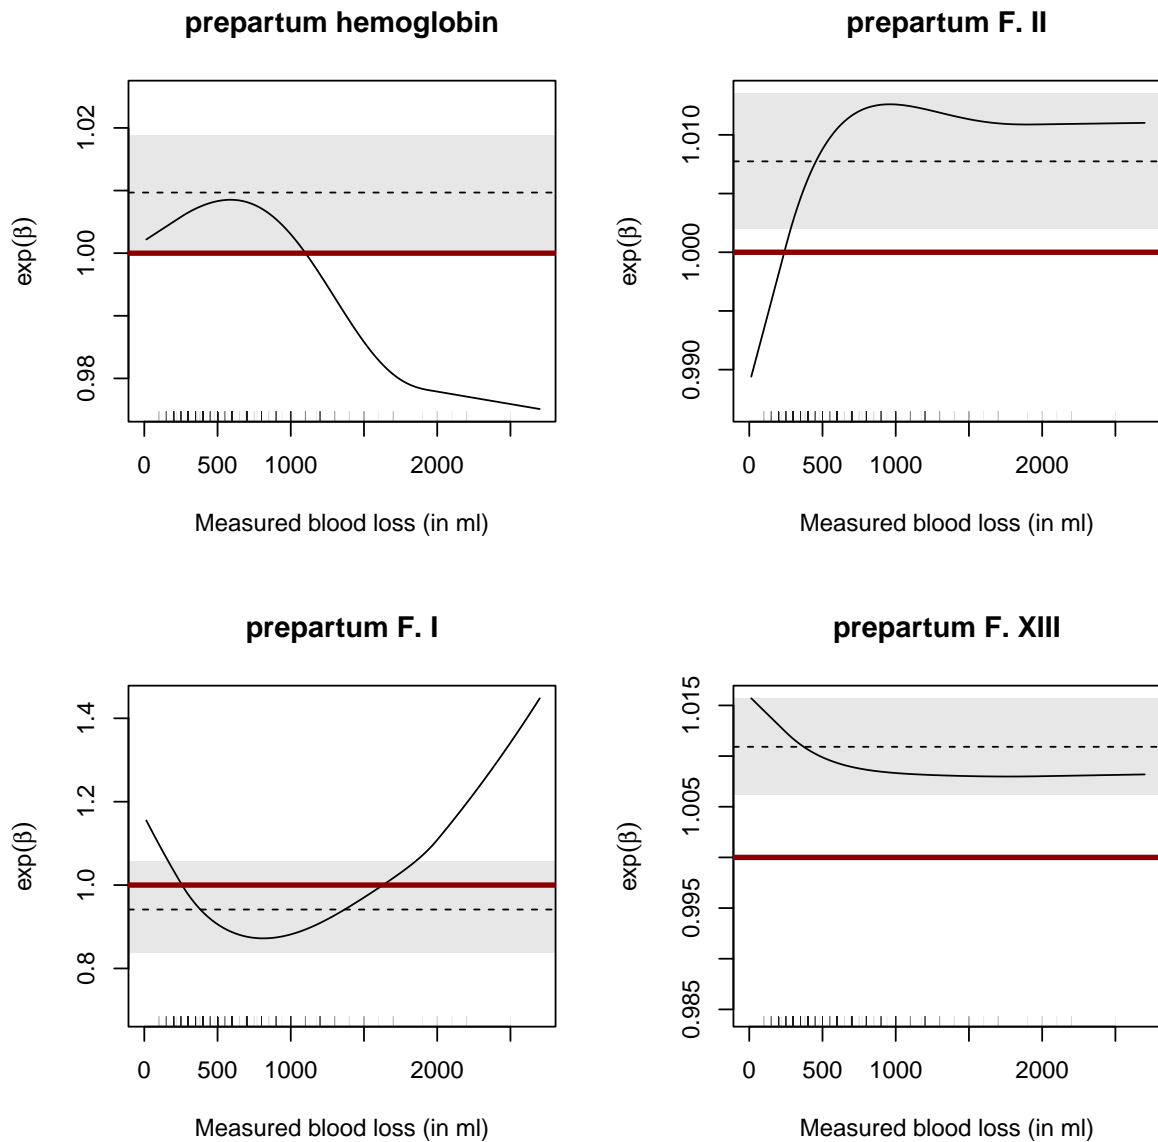 prepartum hemoglobin
exp(β)
1.02
1.00
0.98
0 500 1000 2000
Measured blood loss (in ml)
prepartum F. II
exp(β)
1.010
1.000
0.990
0 500 1000 2000
Measured blood loss (in ml)
prepartum F. I
exp(β)
1.4
1.2
1.0
0.8
0 500 1000 2000
Measured blood loss (in ml)
prepartum F. XIII
exp(β)
1.015
1.005
0.995
0.985
0 500 1000 2000
Measured blood loss (in ml)